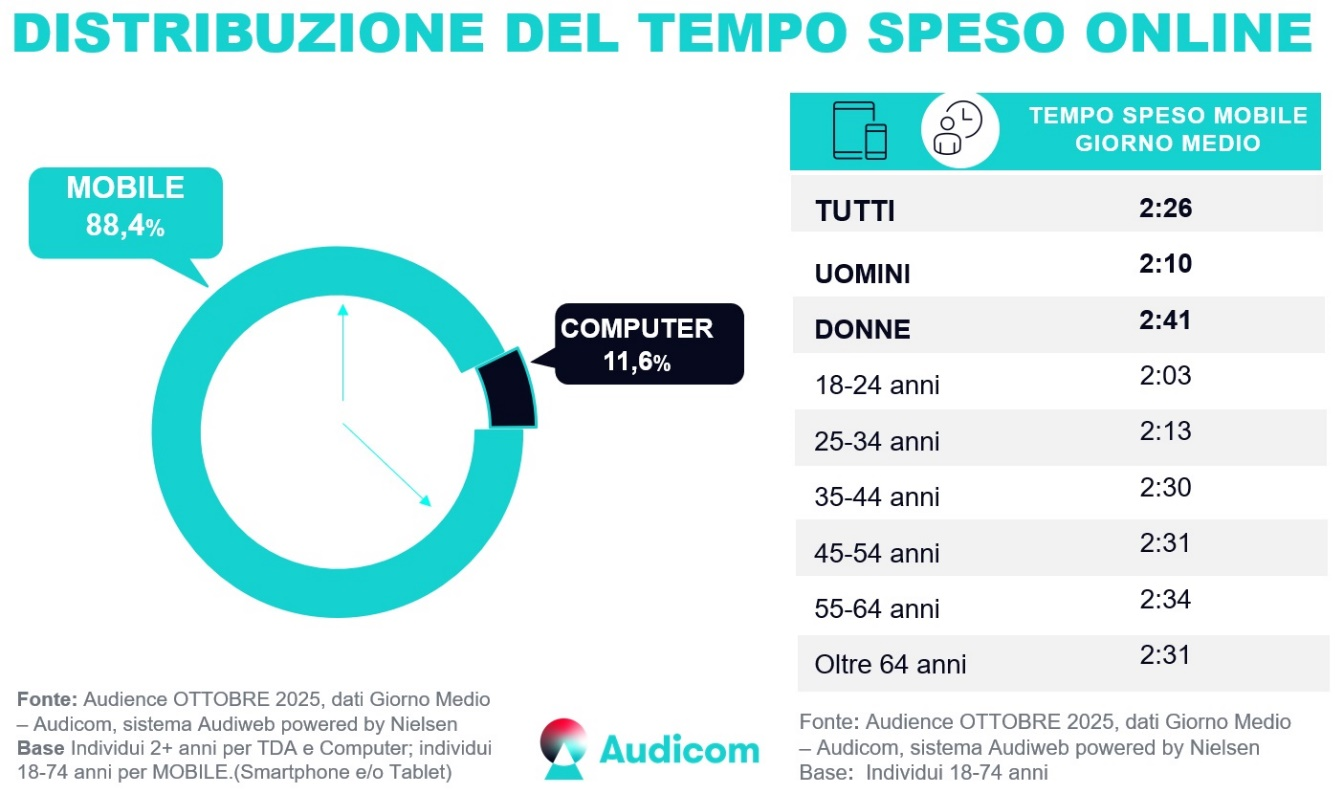 DISTRIBUZIONE DEL TEMPO SPESO ONLINE
MOBILE
88,4%
COMPUTER
11,6%
Fonte: Audience OTTOBRE 2025, dati Giorno Medio
– Audicom, sistema Audiweb powered by Nielsen
Base Individui 2+ anni per TDA e Computer; individui
18-74 anni per MOBILE.(Smartphone e/o Tablet)
Audicom
TEMPO SPESO MOBILE
GIORNO MEDIO
TUTTI 2:26
UOMINI 2:10
DONNE 2:41
18-24 anni 2:03
25-34 anni 2:13
35-44 anni 2:30
45-54 anni 2:31
55-64 anni 2:34
Oltre 64 anni 2:31
Fonte: Audience OTTOBRE 2025, dati Giorno Medio
– Audicom, sistema Audiweb powered by Nielsen
Base: Individui 18-74 anni